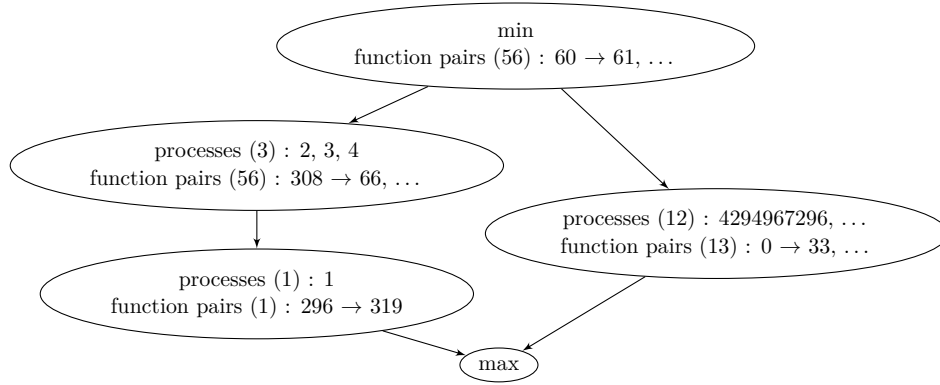 min
function pairs (56) : 60 → 61, …
processes (3) : 2, 3, 4
function pairs (56) : 308 → 66, …
processes (12) : 4294967296, …
function pairs (13) : 0 → 33, …
processes (1) : 1
function pairs (1) : 296 → 319
max